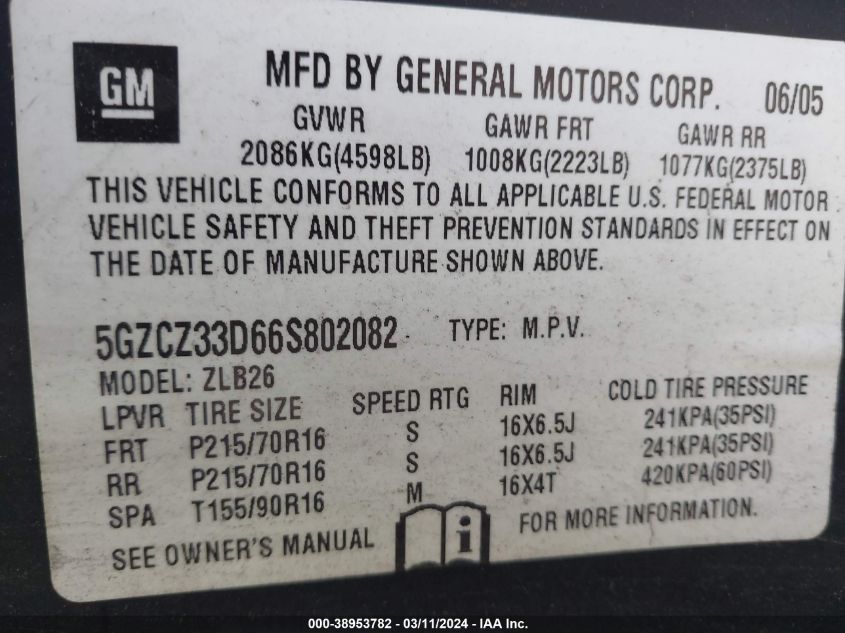 GM
MFD BY GENERAL MOTORS CORP. 06/05
GVWR GAWR FRT GAWR RR
2086KG(4598LB) 1008KG(2223LB) 1077KG(2375LB)
THIS VEHICLE CONFORMS TO ALL APPLICABLE U.S. FEDERAL MOTOR
VEHICLE SAFETY AND THEFT PREVENTION STANDARDS IN EFFECT ON
THE DATE OF MANUFACTURE SHOWN ABOVE.
5GZCZ33D66S802082 TYPE: M.P.V.
MODEL: ZLB26
LPVR TIRE SIZE SPEED RTG RIM COLD TIRE PRESSURE
FRT P215/70R16 S 16X6.5J 241KPA(35PSI)
RR P215/70R16 S 16X6.5J 241KPA(35PSI)
SPA T155/90R16 M 16X4T 420KPA(60PSI)
SEE OWNER'S MANUAL i FOR MORE INFORMATION.
000-38953782 - 03/11/2024 - IAA Inc.